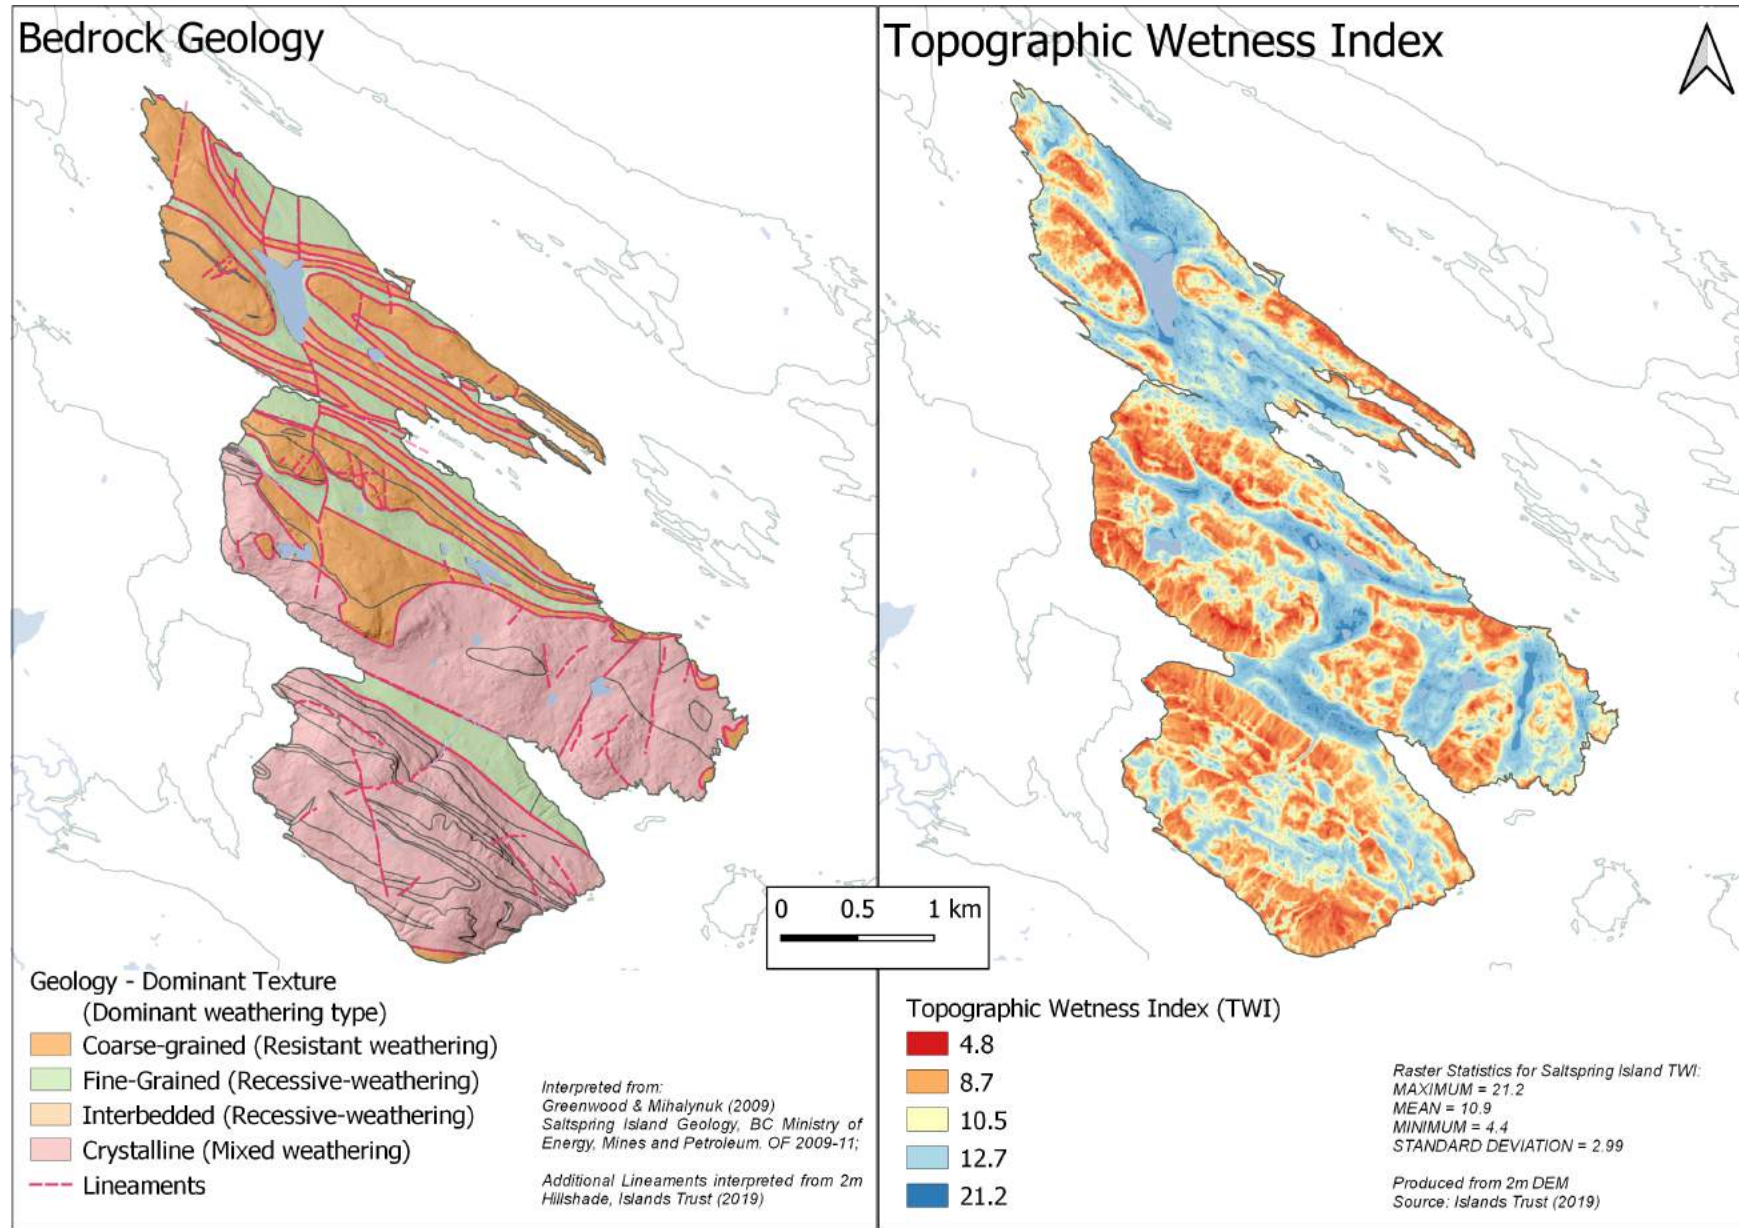 Bedrock Geology
Topographic Wetness Index
0 0.5 1 km
Geology - Dominant Texture
(Dominant weathering type)
Coarse-grained (Resistant weathering)
Fine-Grained (Recessive-weathering)
Interbedded (Recessive-weathering)
Crystalline (Mixed weathering)
Lineaments
Interpreted from:
Greenwood & Mihalynuk (2009)
Saltspring Island Geology, BC Ministry of
Energy, Mines and Petroleum. OF 2009-11;
Additional Lineaments interpreted from 2m
Hillshade, Islands Trust (2019)
Topographic Wetness Index (TWI)
4.8
8.7
10.5
12.7
21.2
Raster Statistics for Saltspring Island TWI:
MAXIMUM = 21.2
MEAN = 10.9
MINIMUM = 4.4
STANDARD DEVIATION = 2.99
Produced from 2m DEM
Source: Islands Trust (2019)